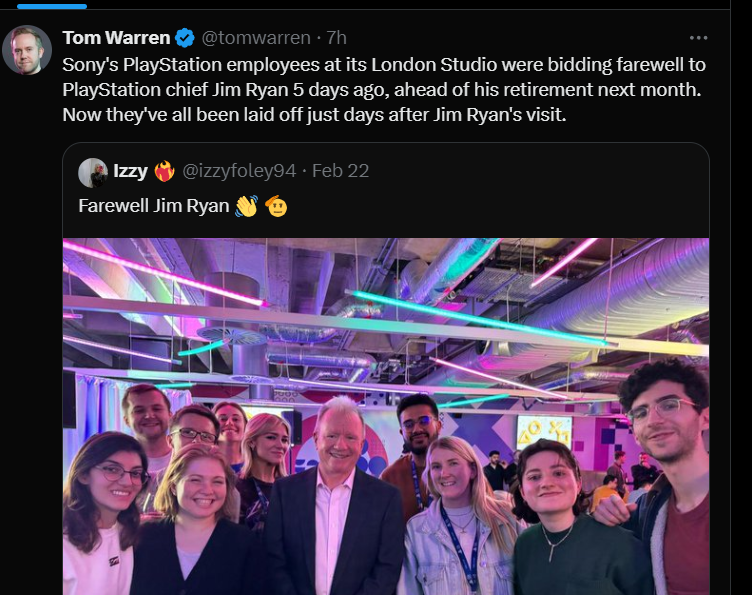 Tom Warren @tomwarren · 7h
Sony's PlayStation employees at its London Studio were bidding farewell to
PlayStation chief Jim Ryan 5 days ago, ahead of his retirement next month.
Now they've all been laid off just days after Jim Ryan's visit.
Izzy ❤️‍🔥 @izzyfoley94 · Feb 22
Farewell Jim Ryan 👋 🫡